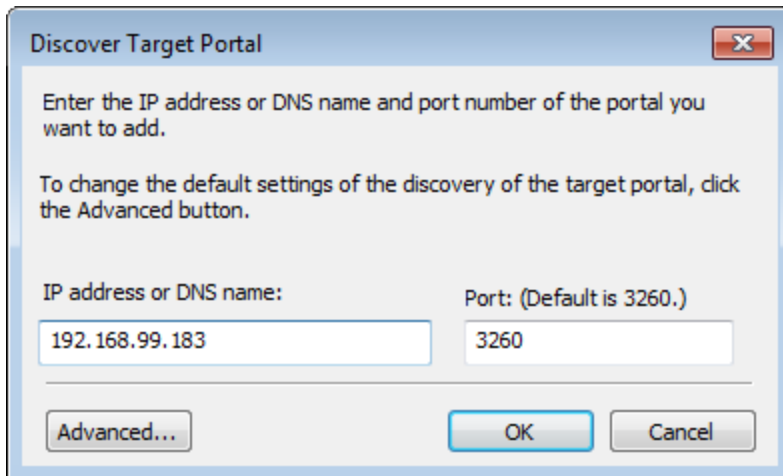 Discover Target Portal
Enter the IP address or DNS name and port number of the portal you
want to add.
To change the default settings of the discovery of the target portal, click
the Advanced button.
IP address or DNS name:
Port: (Default is 3260.)
192.168.99.183
3260
Advanced...
OK
Cancel